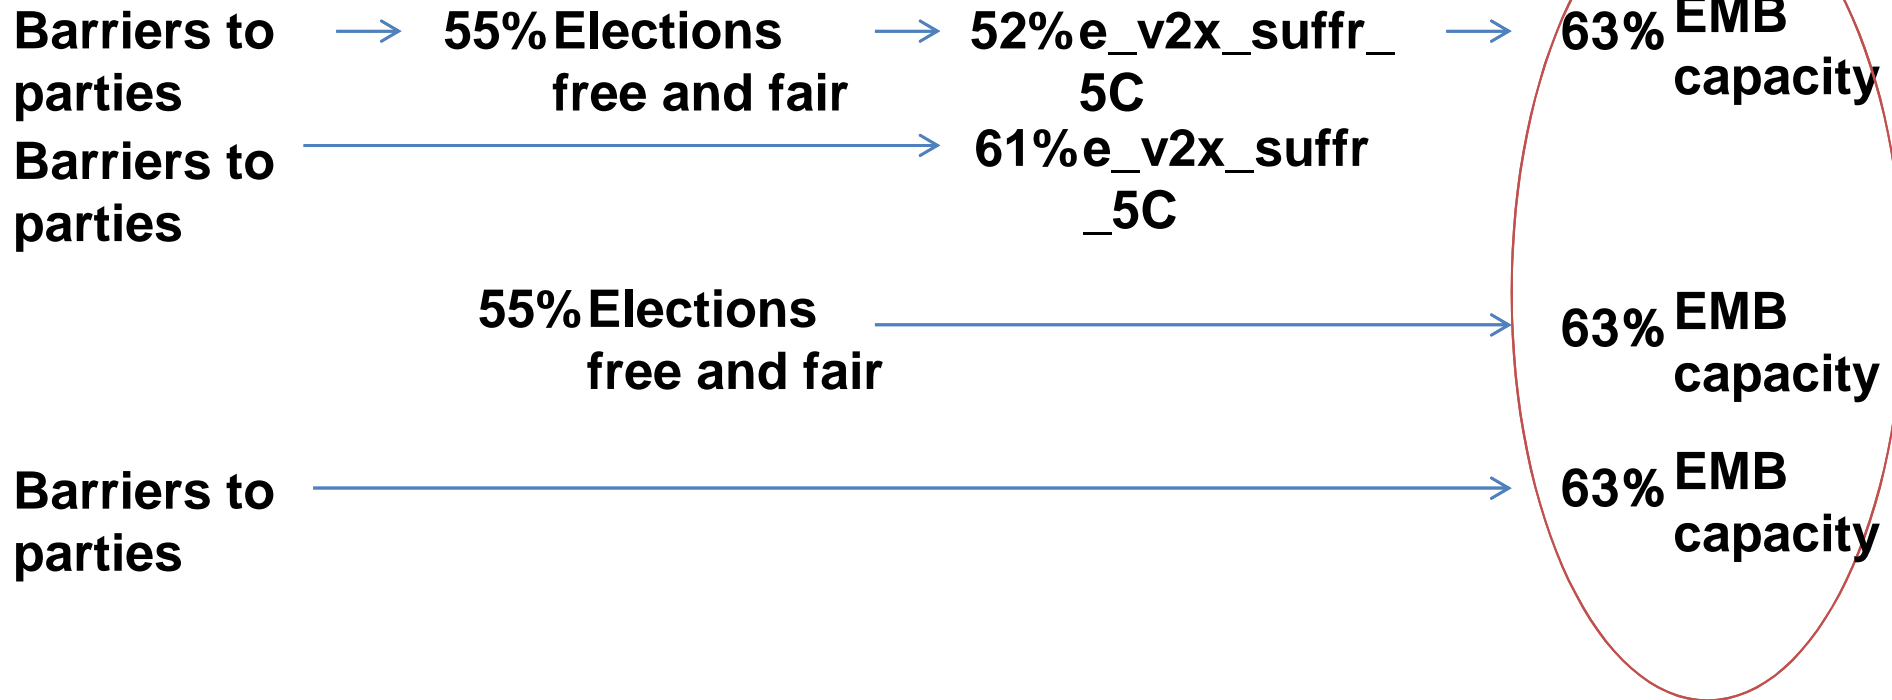 Barriers to parties
55% Elections free and fair
52% e_v2x_suffr_
5C
63% EMB
capacity
Barriers to
parties
61% e_v2x_suffr
_5C
55% Elections
free and fair
63% EMB
capacity
Barriers to
parties
63% EMB
capacity